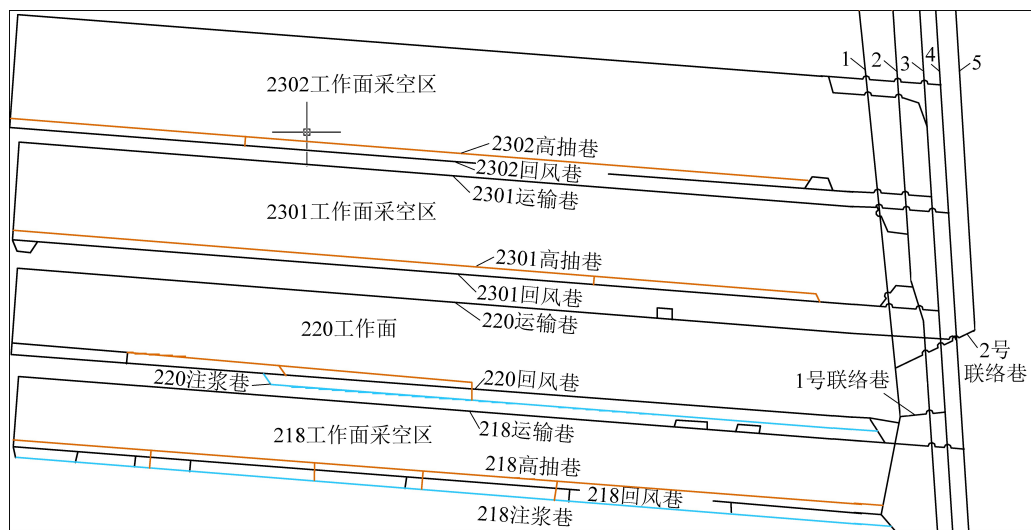 1
2
3
4
5
2302工作面采空区
2302高抽巷
2302回风巷
2301运输巷
2301工作面采空区
2301高抽巷
2301回风巷
220运输巷
220工作面
2号
联络巷
220注浆巷
220回风巷
1号联络巷
218运输巷
218工作面采空区
218高抽巷
218回风巷
218注浆巷